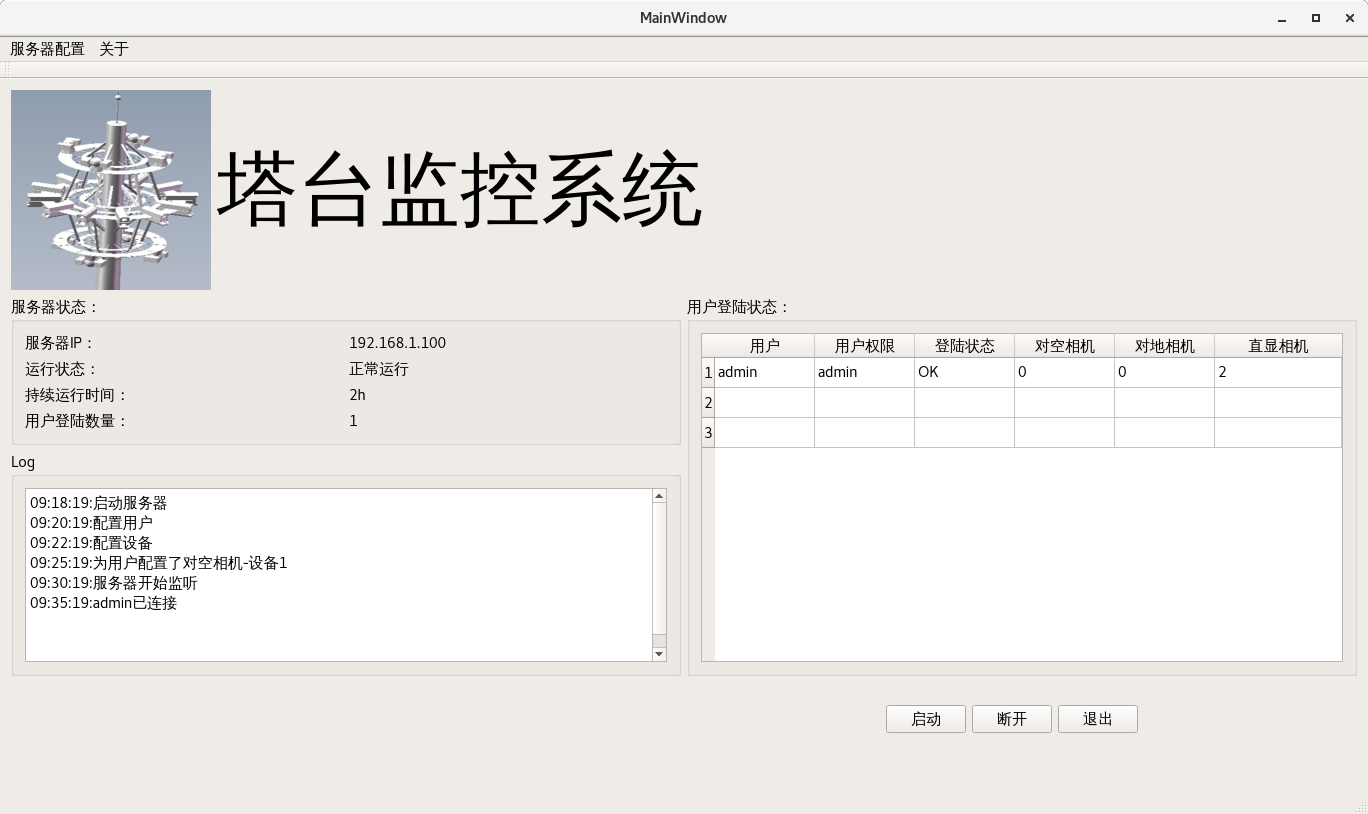 MainWindow
服务器配置 关于
塔台监控系统
服务器状态：
服务器IP： 192.168.1.100
运行状态： 正常运行
持续运行时间： 2h
用户登陆数量： 1
Log
09:18:19:启动服务器
09:20:19:配置用户
09:22:19:配置设备
09:25:19:为用户配置了对空相机-设备1
09:30:19:服务器开始监听
09:35:19:admin已连接
用户登陆状态：
用户 用户权限 登陆状态 对空相机 对地相机 直显相机
1 admin admin OK 0 0 2
2
3
启动 断开 退出